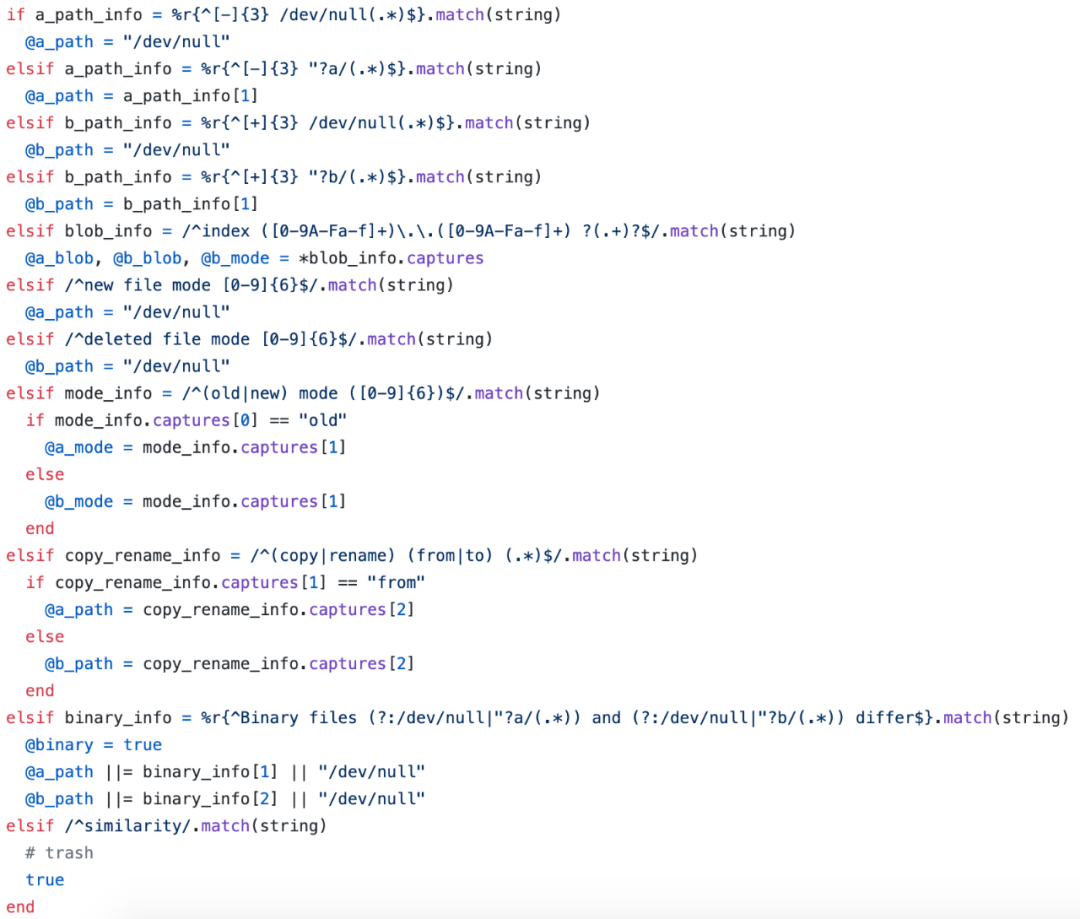 if a_path_info = %r{^[-]{3} /dev/null(.*)$}.match(string)
  @a_path = "/dev/null"
elsif a_path_info = %r{^[-]{3} "?a/(.*)$}.match(string)
  @a_path = a_path_info[1]
elsif b_path_info = %r{^[+]{3} /dev/null(.*)$}.match(string)
  @b_path = "/dev/null"
elsif b_path_info = %r{^[+]{3} "?b/(.*)$}.match(string)
  @b_path = b_path_info[1]
elsif blob_info = /^index ([0-9A-Fa-f]+)\.\.([0-9A-Fa-f]+) ?(.+)?$/.match(string)
  @a_blob, @b_blob, @b_mode = *blob_info.captures
elsif /^new file mode [0-9]{6}$/.match(string)
  @a_path = "/dev/null"
elsif /^deleted file mode [0-9]{6}$/.match(string)
  @b_path = "/dev/null"
elsif mode_info = /^(old|new) mode ([0-9]{6})$/.match(string)
  if mode_info.captures[0] == "old"
    @a_mode = mode_info.captures[1]
  else
    @b_mode = mode_info.captures[1]
  end
elsif copy_rename_info = /^(copy|rename) (from|to) (.*)$/.match(string)
  if copy_rename_info.captures[1] == "from"
    @a_path = copy_rename_info.captures[2]
  else
    @b_path = copy_rename_info.captures[2]
  end
elsif binary_info = %r{^Binary files (?:/dev/null|"?a/(.*)) and (?:/dev/null|"?b/(.*)) differ$}.match(string)
  @binary = true
  @a_path ||= binary_info[1] || "/dev/null"
  @b_path ||= binary_info[2] || "/dev/null"
elsif /^similarity/.match(string)
  # trash
  true
end